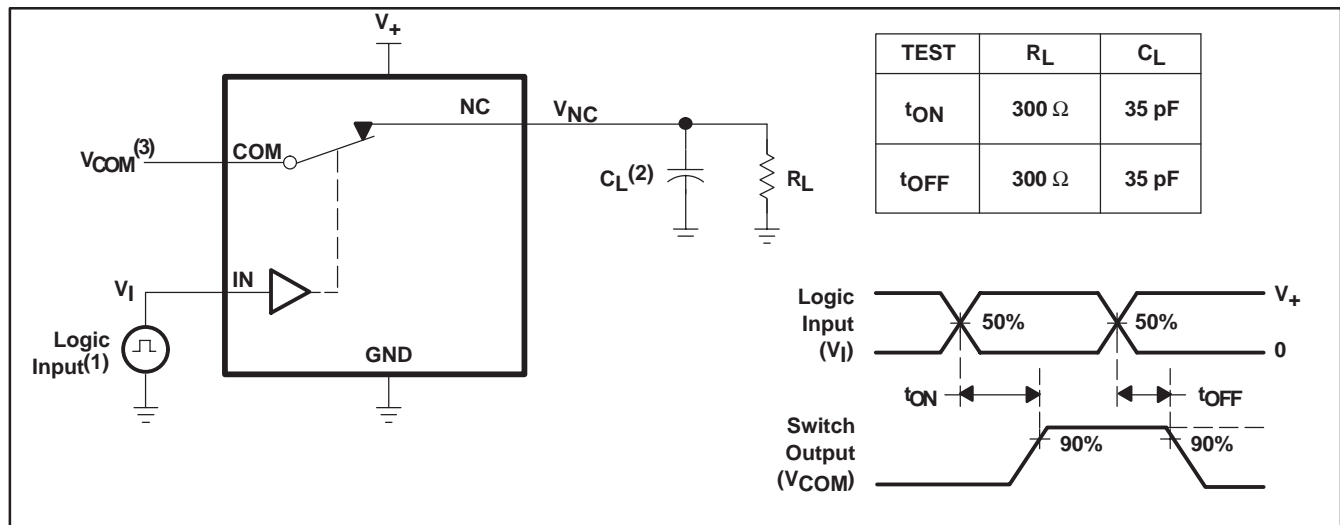 V+
NC
VNC
VCOM(3)
COM
CL(2)
RL
VI
IN
Logic
Input(1)
GND
TEST RL CL
tON 300 Ω 35 pF
tOFF 300 Ω 35 pF
Logic
Input
(VI)
50%
50%
V+
0
tON
tOFF
Switch
Output
(VCOM)
90%
90%